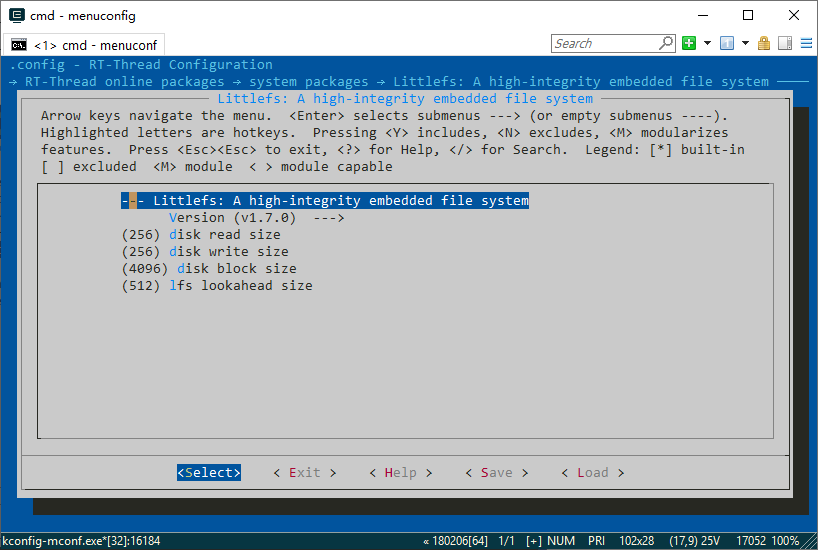 cmd - menuconfig
<1> cmd - menuconf
Search
.config - RT-Thread Configuration
→ RT-Thread online packages → system packages → Littlefs: A high-integrity embedded file system
Littlefs: A high-integrity embedded file system
Arrow keys navigate the menu.  <Enter> selects submenus ---> (or empty submenus ----).
Highlighted letters are hotkeys.  Pressing <Y> includes, <N> excludes, <M> modularizes
features.  Press <Esc><Esc> to exit, <?> for Help, </> for Search.  Legend: [*] built-in
[ ] excluded  <M> module  < > module capable
--- Littlefs: A high-integrity embedded file system
Version (v1.7.0)  --->
(256) disk read size
(256) disk write size
(4096) disk block size
(512) lfs lookahead size
<Select>    < Exit >    < Help >    < Save >    < Load >
kconfig-mconf.exe*[32]:16184    « 180206[64]  1/1  [+] NUM  PRI  102x28  (17,9) 25V  17052 100%